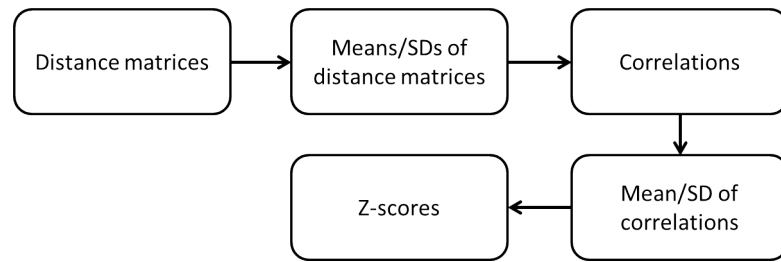 Distance matrices
Means/SDs of
distance matrices
Correlations
Mean/SD of
correlations
Z-scores